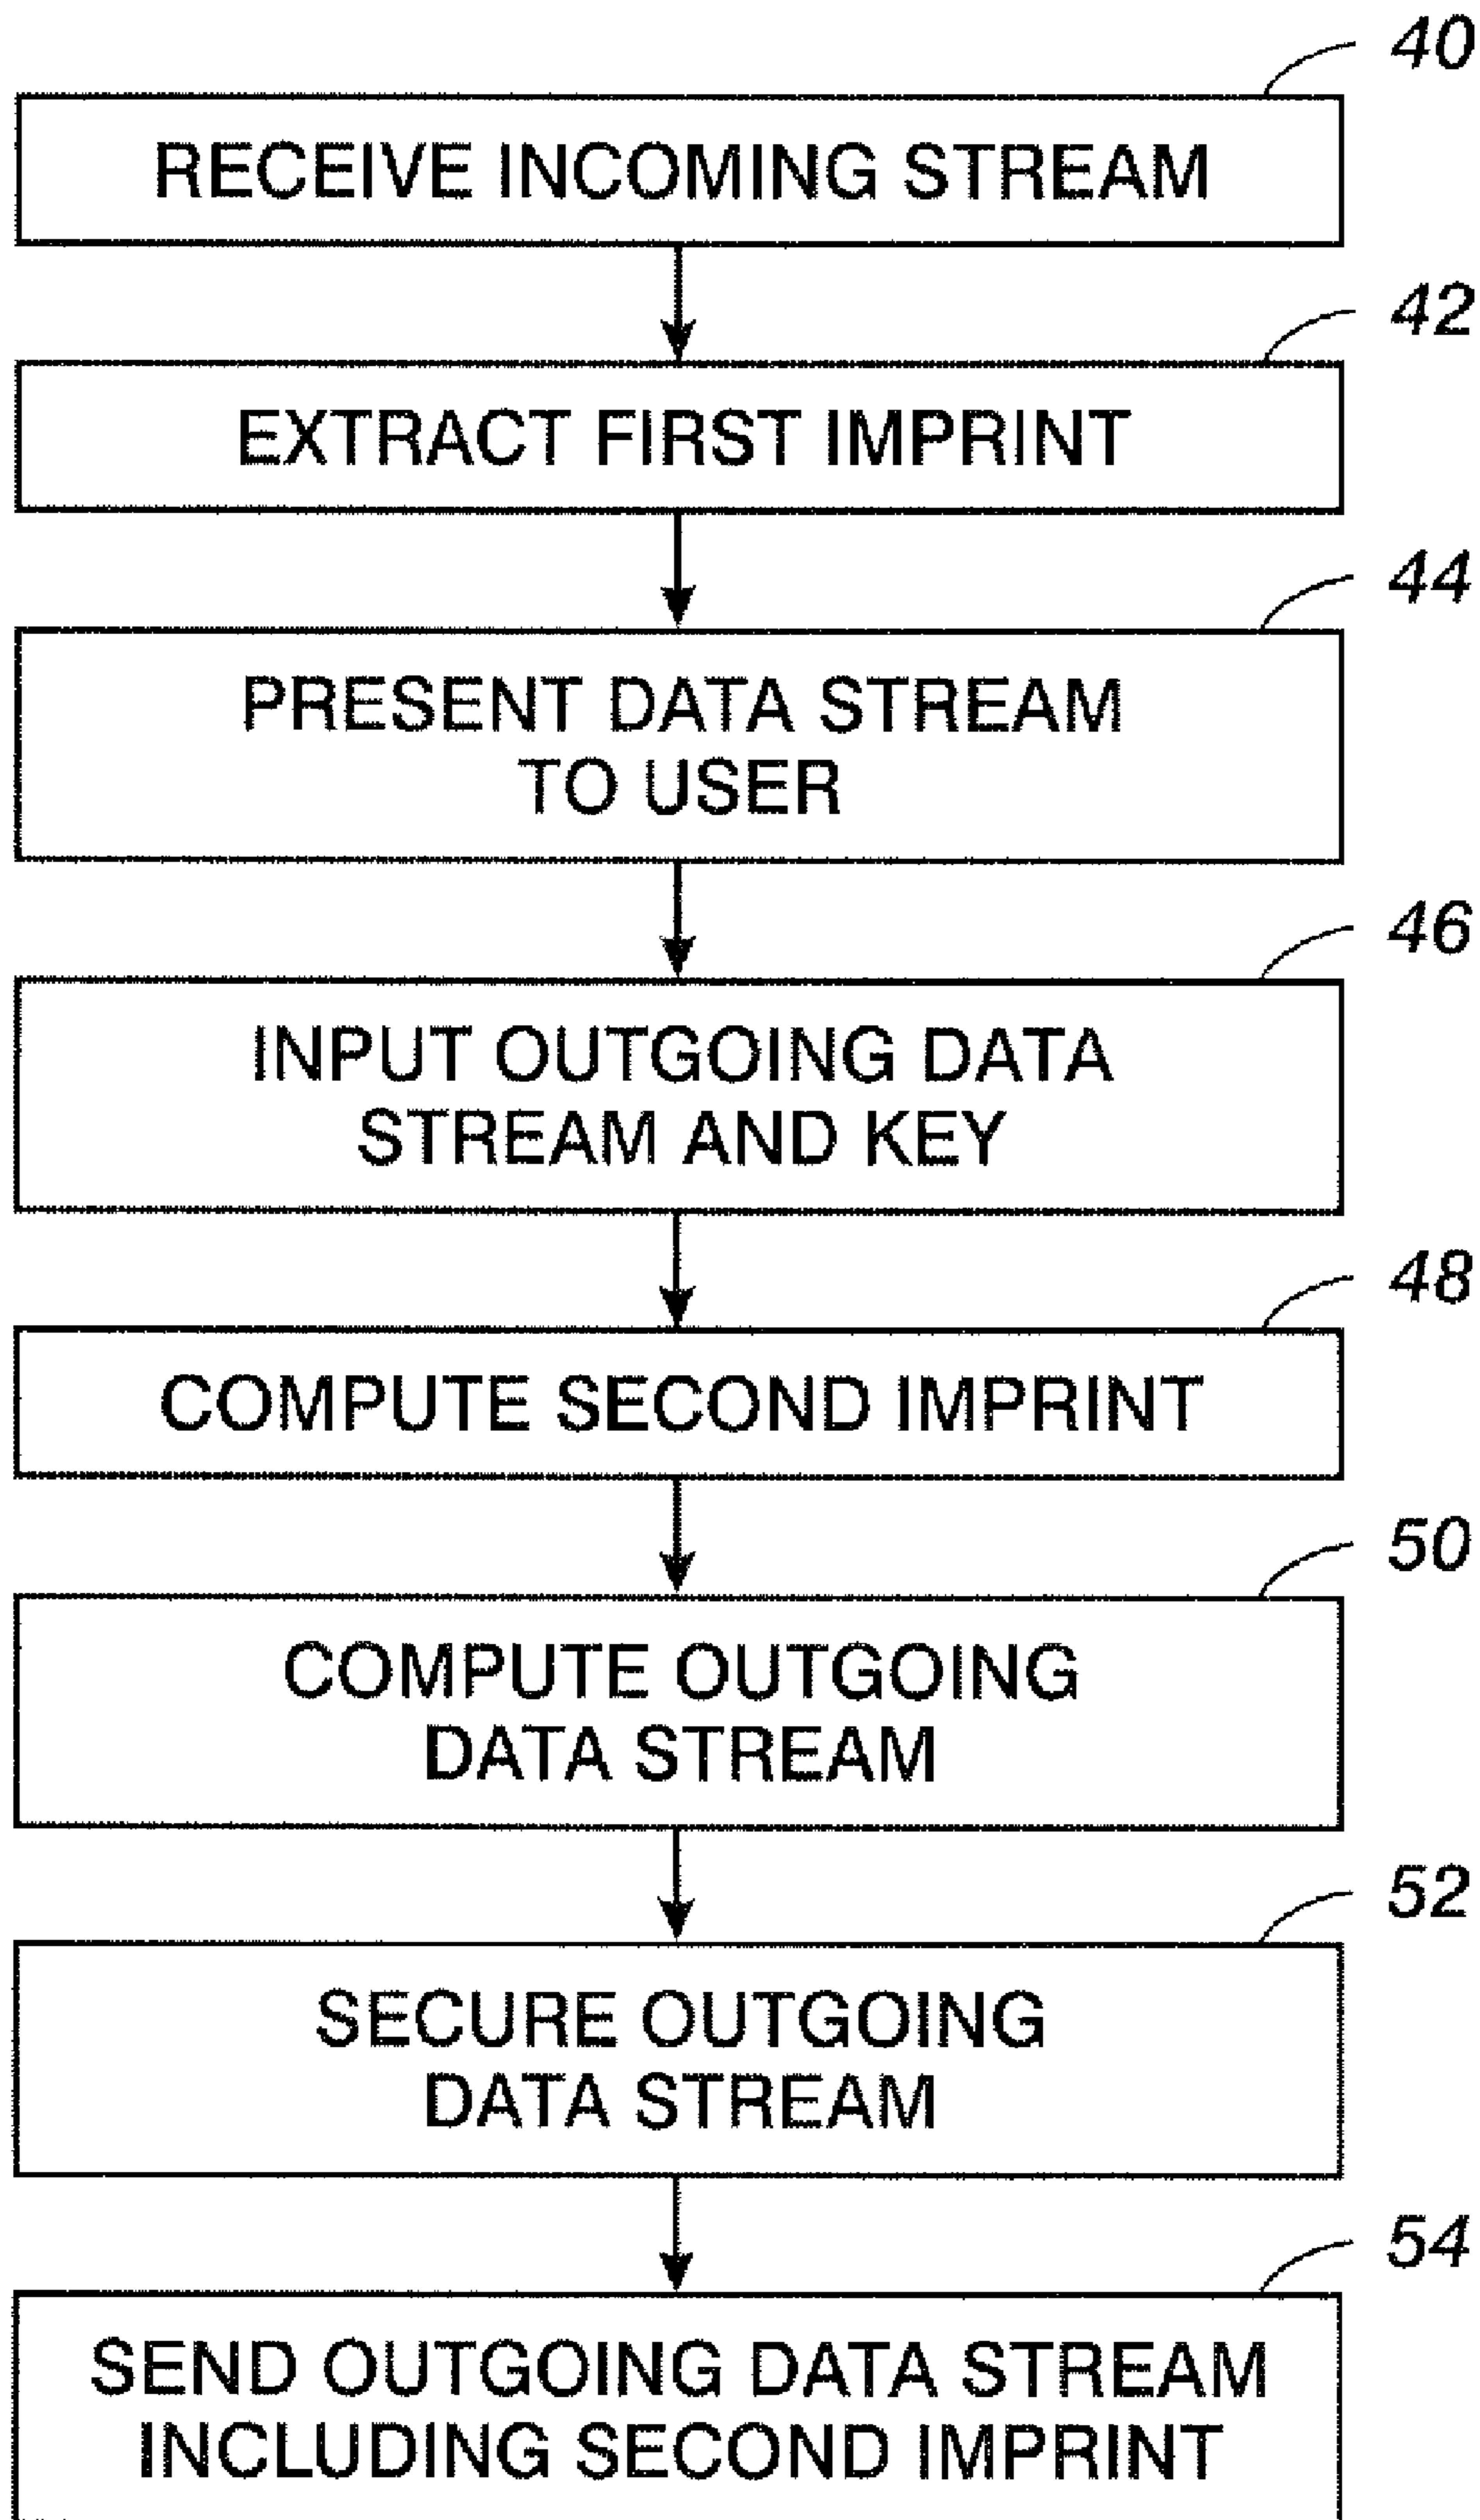 40
RECEIVE INCOMING STREAM
42
EXTRACT FIRST IMPRINT
44
PRESENT DATA STREAM
TO USER
46
INPUT OUTGOING DATA
STREAM AND KEY
48
COMPUTE SECOND IMPRINT
50
COMPUTE OUTGOING
DATA STREAM
52
SECURE OUTGOING
DATA STREAM
54
SEND OUTGOING DATA STREAM
INCLUDING SECOND IMPRINT